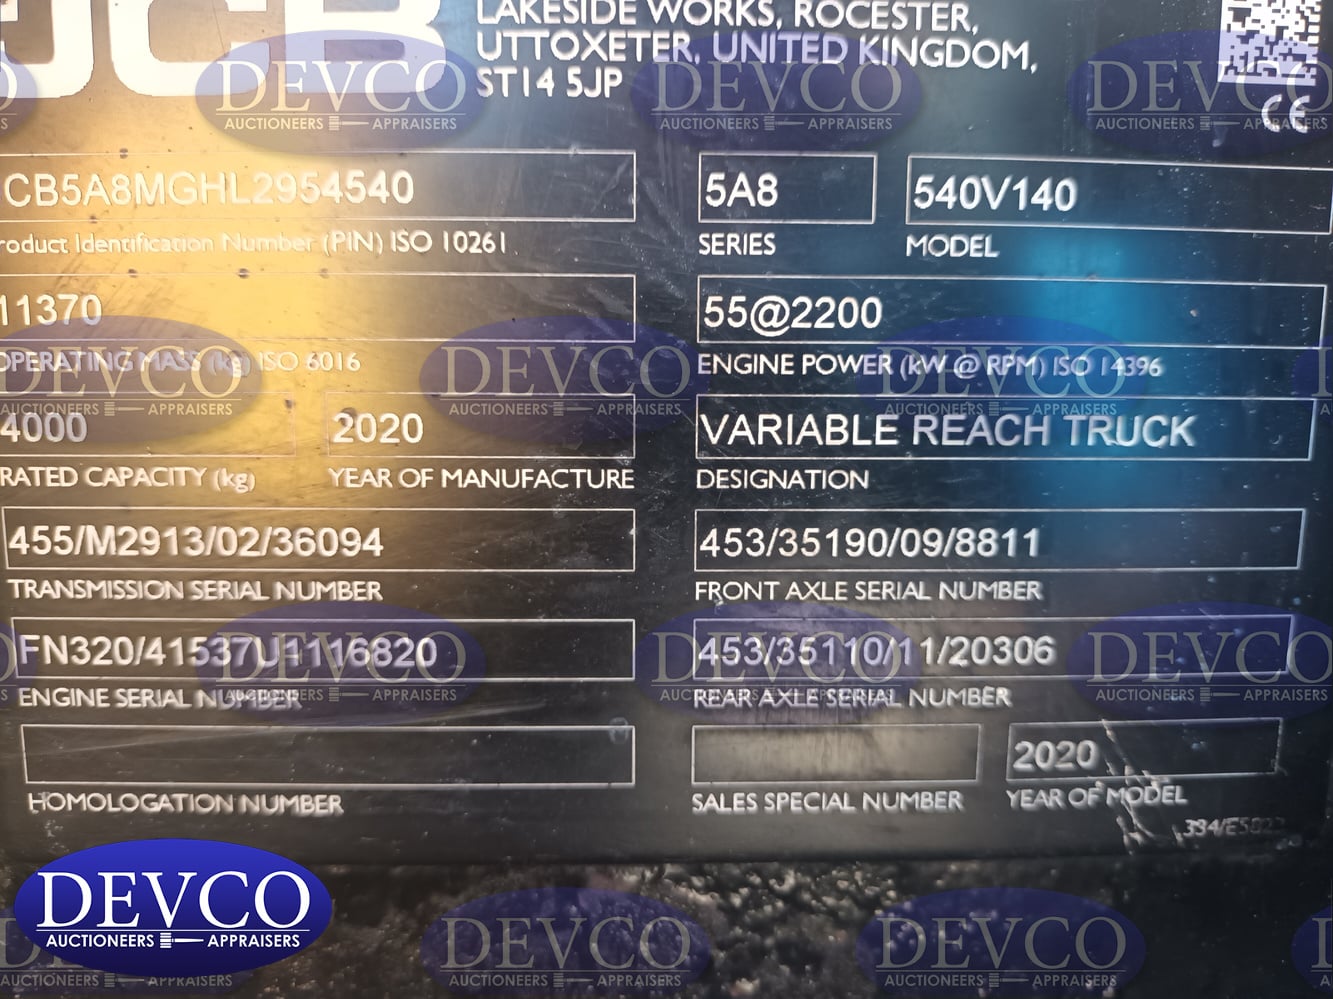 JCB
LAKESIDE WORKS, ROCESTER,
UTTOXETER, UNITED KINGDOM,
ST14 5JP
CE
CB5A8MGHL2954540
5A8
540V140
roduct Identification Number (PIN) ISO 10261
SERIES
MODEL
11370
55@2200
OPERATING MASS (kg) ISO 6016
ENGINE POWER (kW @ RPM) ISO 14396
4000
2020
VARIABLE REACH TRUCK
RATED CAPACITY (kg)
YEAR OF MANUFACTURE
DESIGNATION
455/M2913/02/36094
453/35190/09/8811
TRANSMISSION SERIAL NUMBER
FRONT AXLE SERIAL NUMBER
FN320/41537U1116820
453/35110/11/20306
ENGINE SERIAL NUMBER
REAR AXLE SERIAL NUMBER
2020
HOMOLOGATION NUMBER
SALES SPECIAL NUMBER
YEAR OF MODEL
DEVCO
AUCTIONEERS APPRAISERS